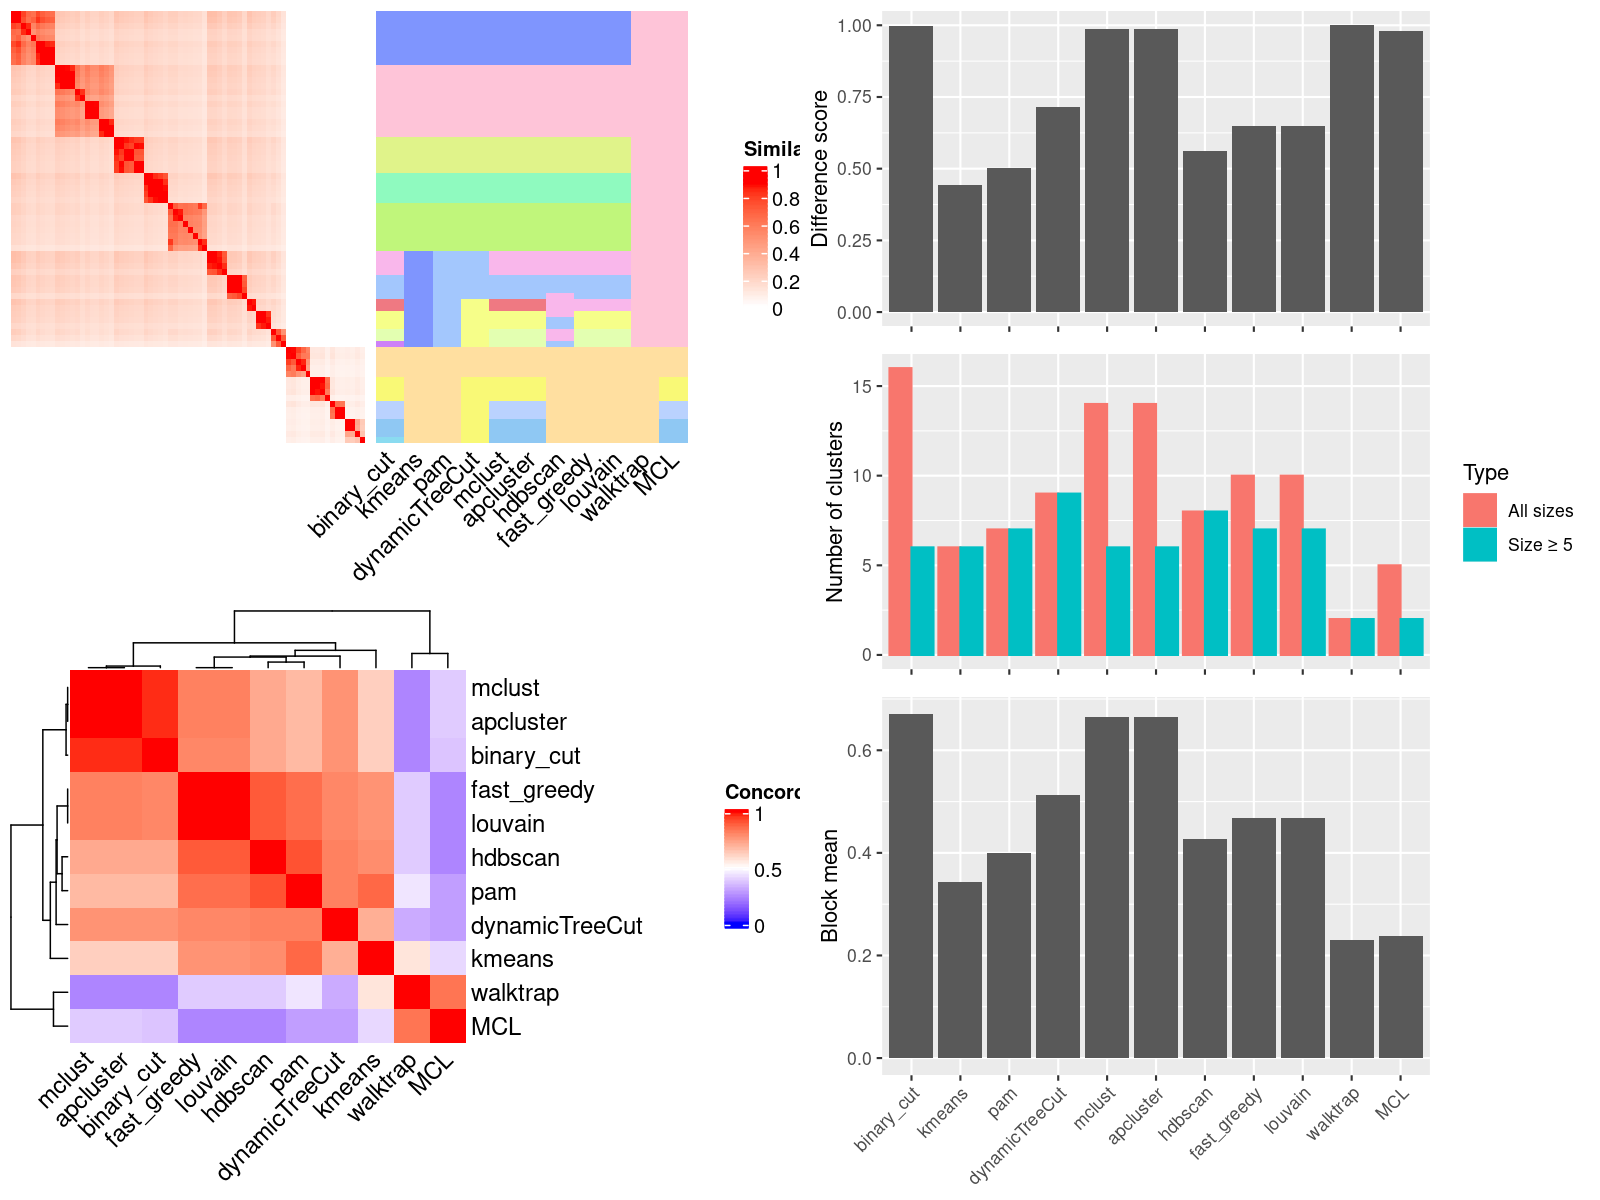 Simila
1
0.8
0.6
0.4
0.2
0
binary_cut
kmeans
pam
dynamicTreeCut
mclust
apcluster
hdbscan
fast_greedy
louvain
walktrap
MCL
mclust
apcluster
binary_cut
fast_greedy
louvain
hdbscan
pam
dynamicTreeCut
kmeans
walktrap
MCL
mclust
apcluster
binary_cut
fast_greedy
louvain
hdbscan
pam
dynamicTreeCut
kmeans
walktrap
MCL
Concord
1
0.5
0
Difference score
1.00
0.75
0.50
0.25
0.00
Number of clusters
15
10
5
0
Type
All sizes
Size ≥ 5
Block mean
0.6
0.4
0.2
0.0
binary_cut
kmeans
pam
dynamicTreeCut
mclust
apcluster
hdbscan
fast_greedy
louvain
walktrap
MCL